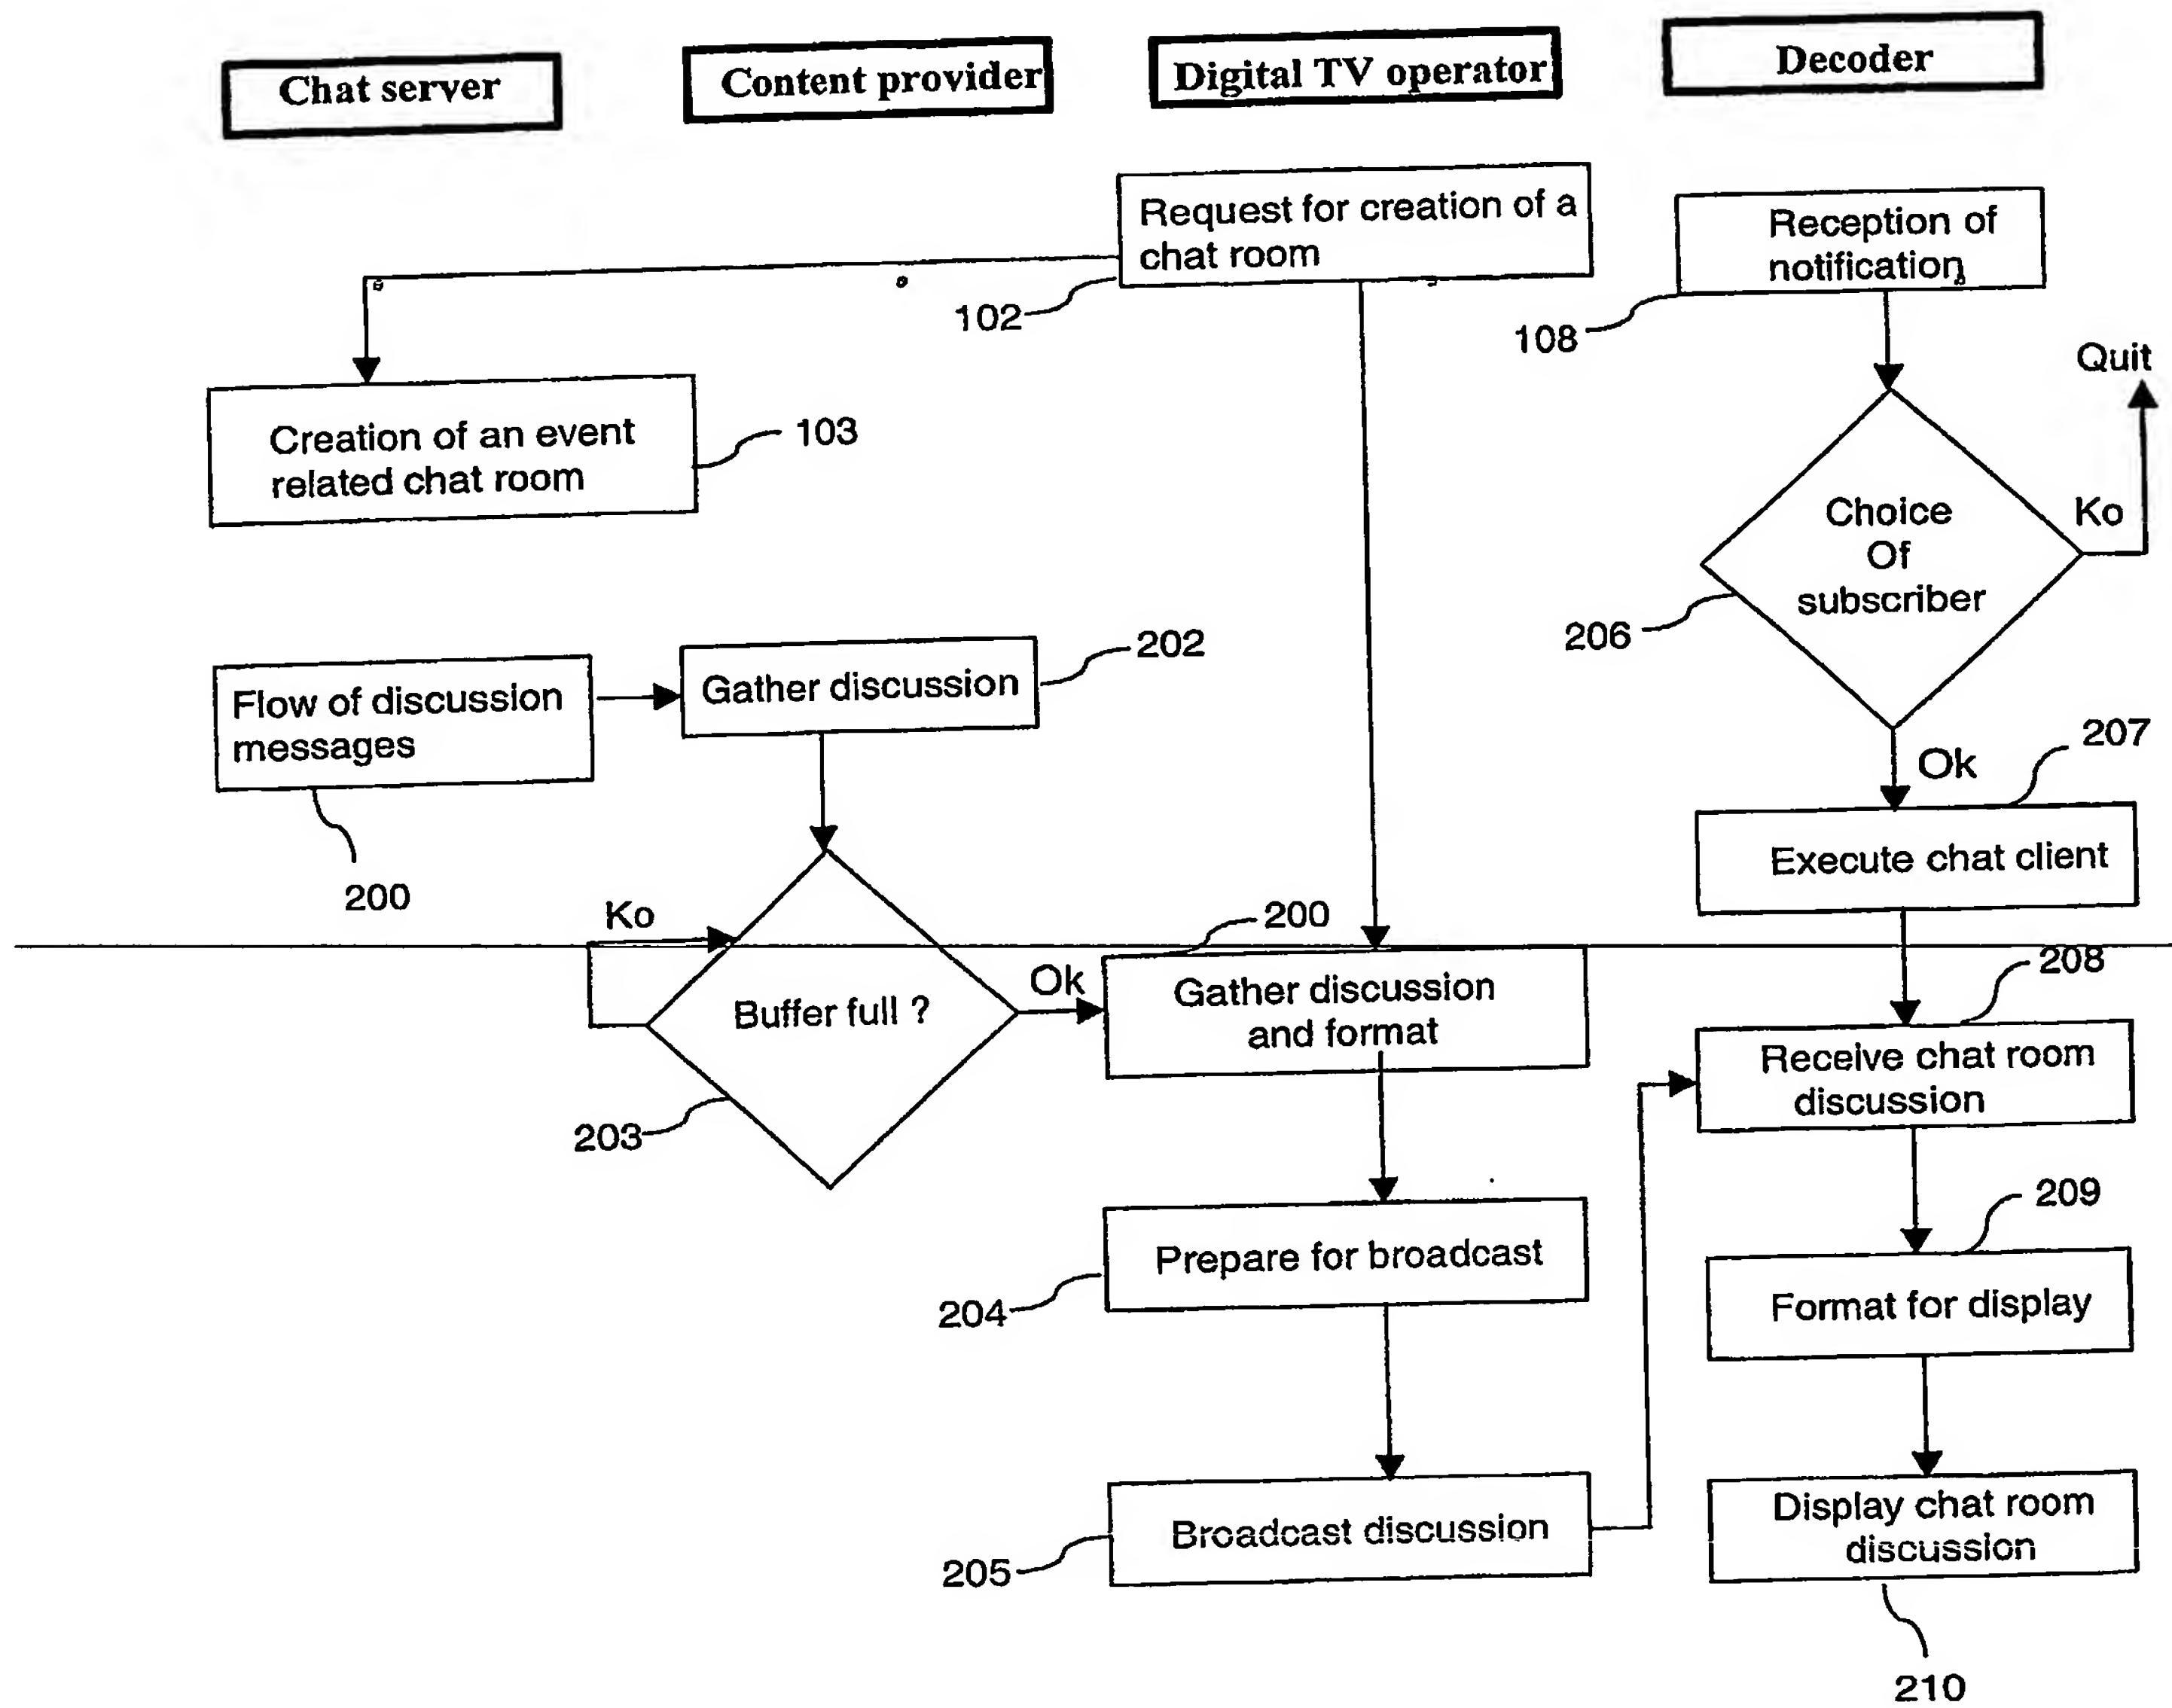 Chat server
Content provider
Digital TV operator
Decoder
Request for creation of a
chat room
102
Reception of
notification
108
Quit
Creation of an event
related chat room
103
Choice
Of
subscriber
Ko
206
Flow of discussion
messages
200
Gather discussion
202
Ok
207
Execute chat client
Ko
Buffer full ?
203
Ok
200
Gather discussion
and format
208
Receive chat room
discussion
Prepare for broadcast
204
209
Format for display
Broadcast discussion
205
Display chat room
discussion
210